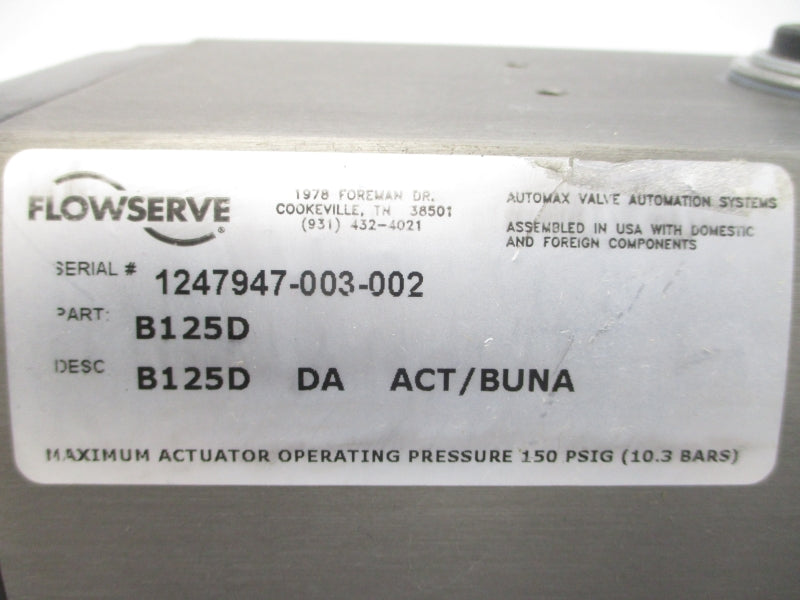 FLOWSERVE®
1978 FOREMAN DR.
COOKEVILLE, TN 38501
(931) 432-4021
AUTOMAX VALVE AUTOMATION SYSTEMS
ASSEMBLED IN USA WITH DOMESTIC
AND FOREIGN COMPONENTS
SERIAL # 1247947-003-002
PART: B125D
DESC B125D DA ACT/BUNA
MAXIMUM ACTUATOR OPERATING PRESSURE 150 PSIG (10.3 BARS)